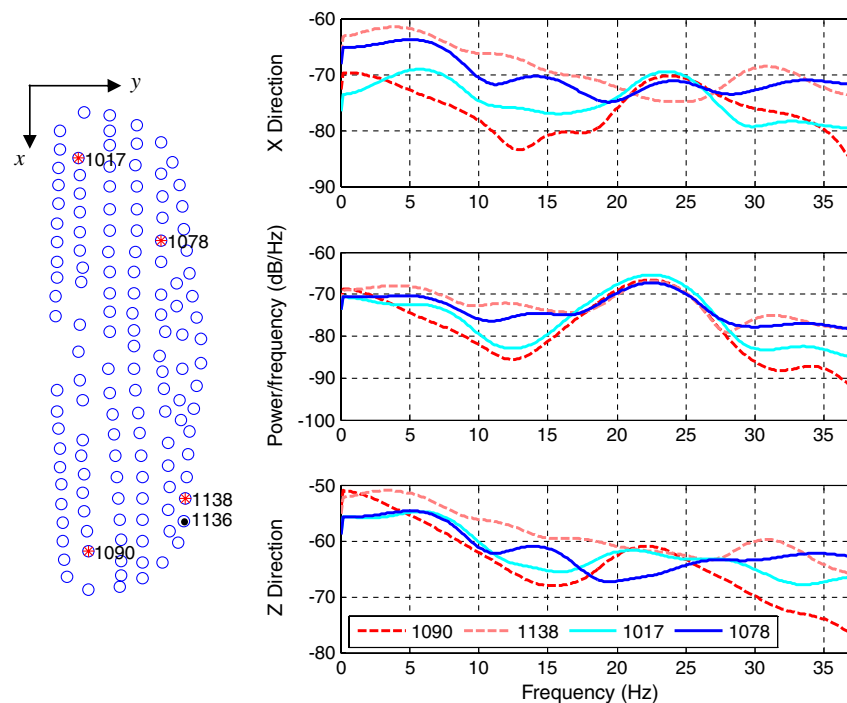 y
x
1017
1078
1138
1136
1090
X Direction
-60
-70
-80
-90
0 5 10 15 20 25 30 35
Power/frequency (dB/Hz)
-60
-70
-80
-90
-100
0 5 10 15 20 25 30 35
Z Direction
-50
-60
-70
-80
1090 1138 1017 1078
0 5 10 15 20 25 30 35
Frequency (Hz)